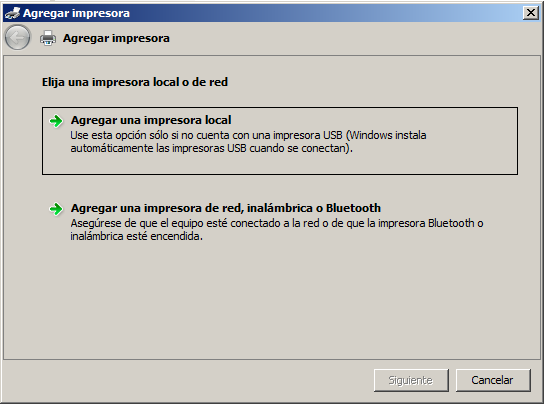 Agregar impresora
Agregar impresora
Elija una impresora local o de red
Agregar una impresora local
Use esta opción sólo si no cuenta con una impresora USB (Windows instala
automáticamente las impresoras USB cuando se conectan).
Agregar una impresora de red, inalámbrica o Bluetooth
Asegúrese de que el equipo esté conectado a la red o de que la impresora Bluetooth o
inalámbrica esté encendida.
Siguiente
Cancelar